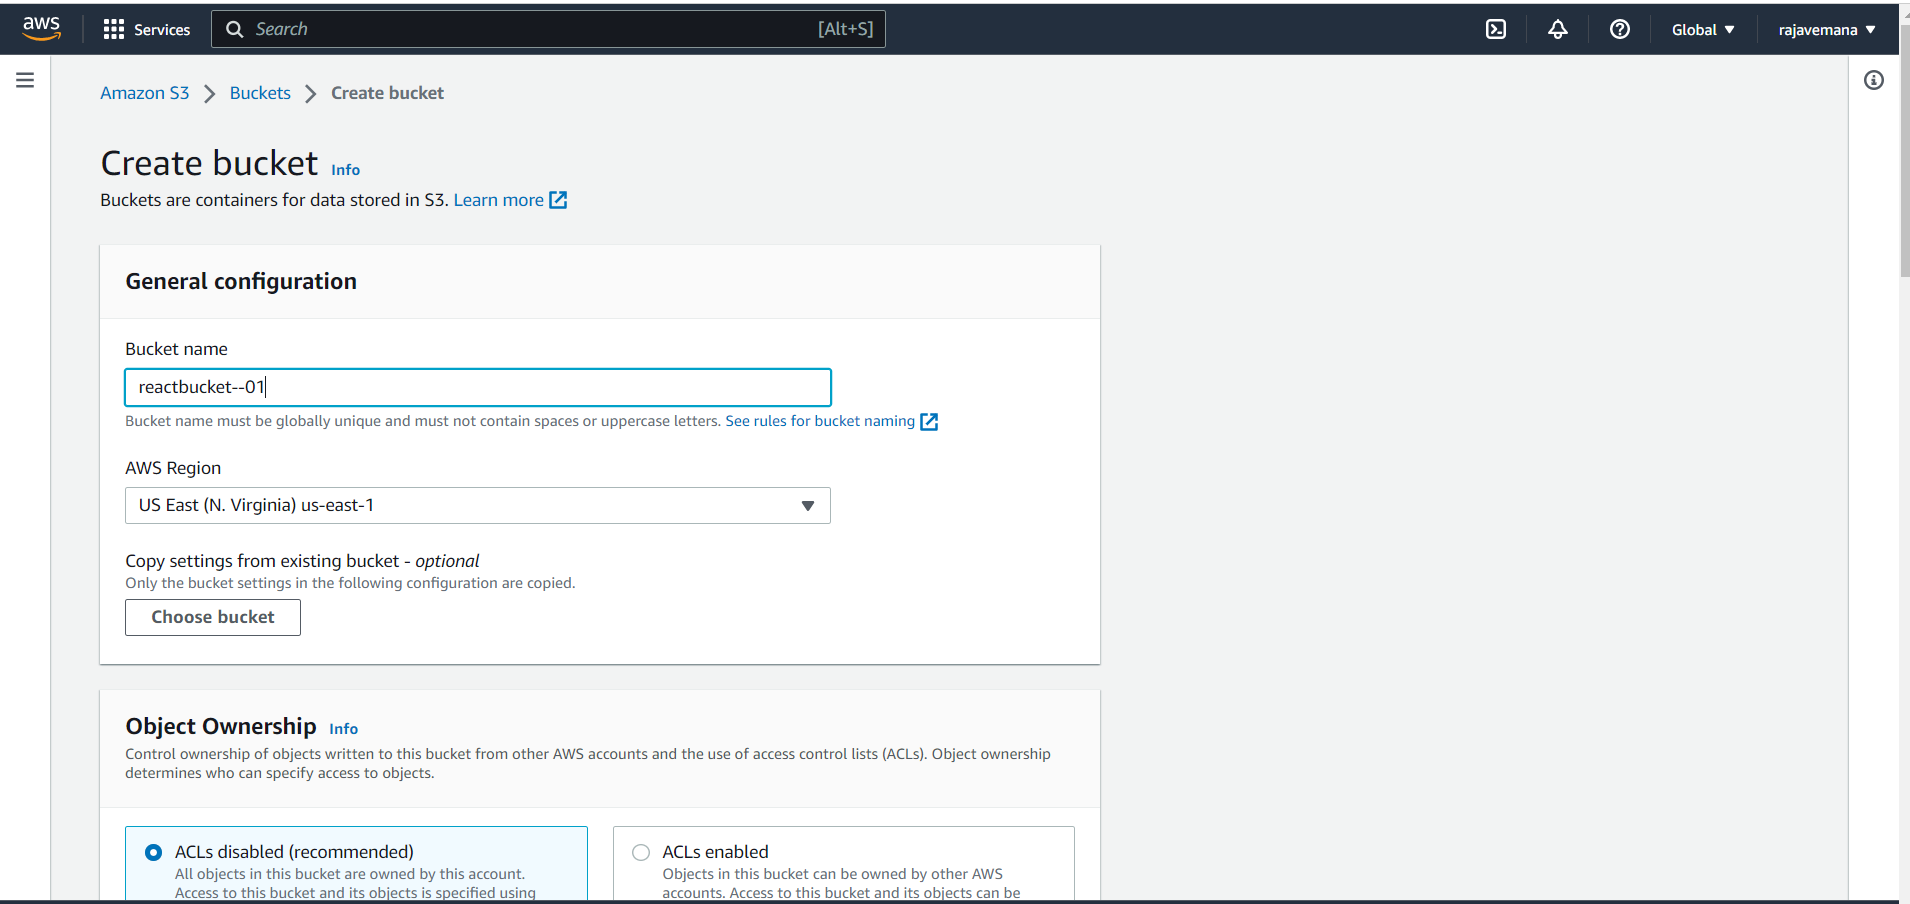 aws Services Search [Alt+S] Global rajavemana
Amazon S3 Buckets Create bucket
Create bucket Info
Buckets are containers for data stored in S3. Learn more
General configuration
Bucket name
reactbucket--01
Bucket name must be globally unique and must not contain spaces or uppercase letters. See rules for bucket naming
AWS Region
US East (N. Virginia) us-east-1
Copy settings from existing bucket - optional
Only the bucket settings in the following configuration are copied.
Choose bucket
Object Ownership Info
Control ownership of objects written to this bucket from other AWS accounts and the use of access control lists (ACLs). Object ownership
determines who can specify access to objects.
ACLs disabled (recommended)
All objects in this bucket are owned by this account.
Access to this bucket and its objects is specified using
ACLs enabled
Objects in this bucket can be owned by other AWS
accounts. Access to this bucket and its objects can be